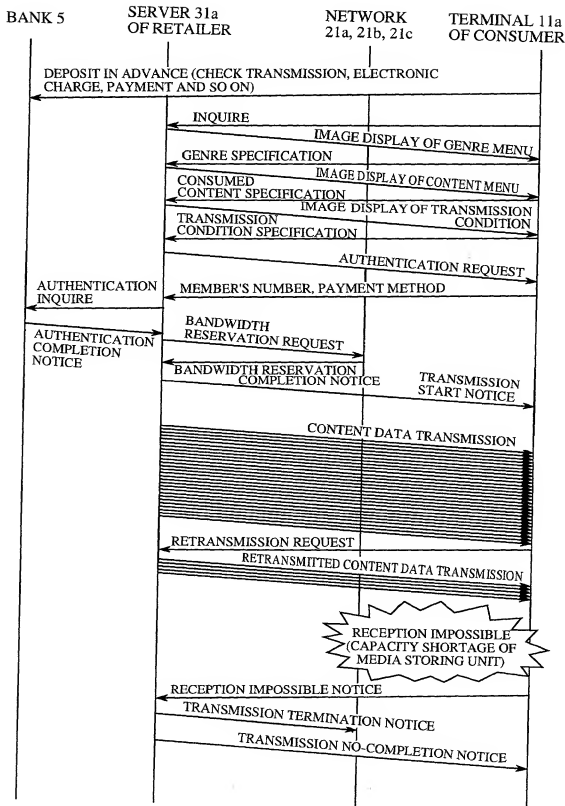 BANK 5
SERVER 31a
OF RETAILER
NETWORK
21a, 21b, 21c
TERMINAL 11a
OF CONSUMER
DEPOSIT IN ADVANCE (CHECK TRANSMISSION, ELECTRONIC
CHARGE, PAYMENT AND SO ON)
INQUIRE
IMAGE DISPLAY OF GENRE MENU
GENRE SPECIFICATION
IMAGE DISPLAY OF CONTENT MENU
CONSUMED
CONTENT SPECIFICATION
IMAGE DISPLAY OF TRANSMISSION
CONDITION
TRANSMISSION
CONDITION SPECIFICATION
AUTHENTICATION REQUEST
MEMBER'S NUMBER, PAYMENT METHOD
AUTHENTICATION
INQUIRE
AUTHENTICATION
COMPLETION
NOTICE
BANDWIDTH
RESERVATION REQUEST
BANDWIDTH RESERVATION
COMPLETION NOTICE
TRANSMISSION
START NOTICE
CONTENT DATA TRANSMISSION
RETRANSMISSION REQUEST
RETRANSMITTED CONTENT DATA TRANSMISSION
RECEPTION IMPOSSIBLE
(CAPACITY SHORTAGE OF
MEDIA STORING UNIT)
RECEPTION IMPOSSIBLE NOTICE
TRANSMISSION TERMINATION NOTICE
TRANSMISSION NO-COMPLETION NOTICE